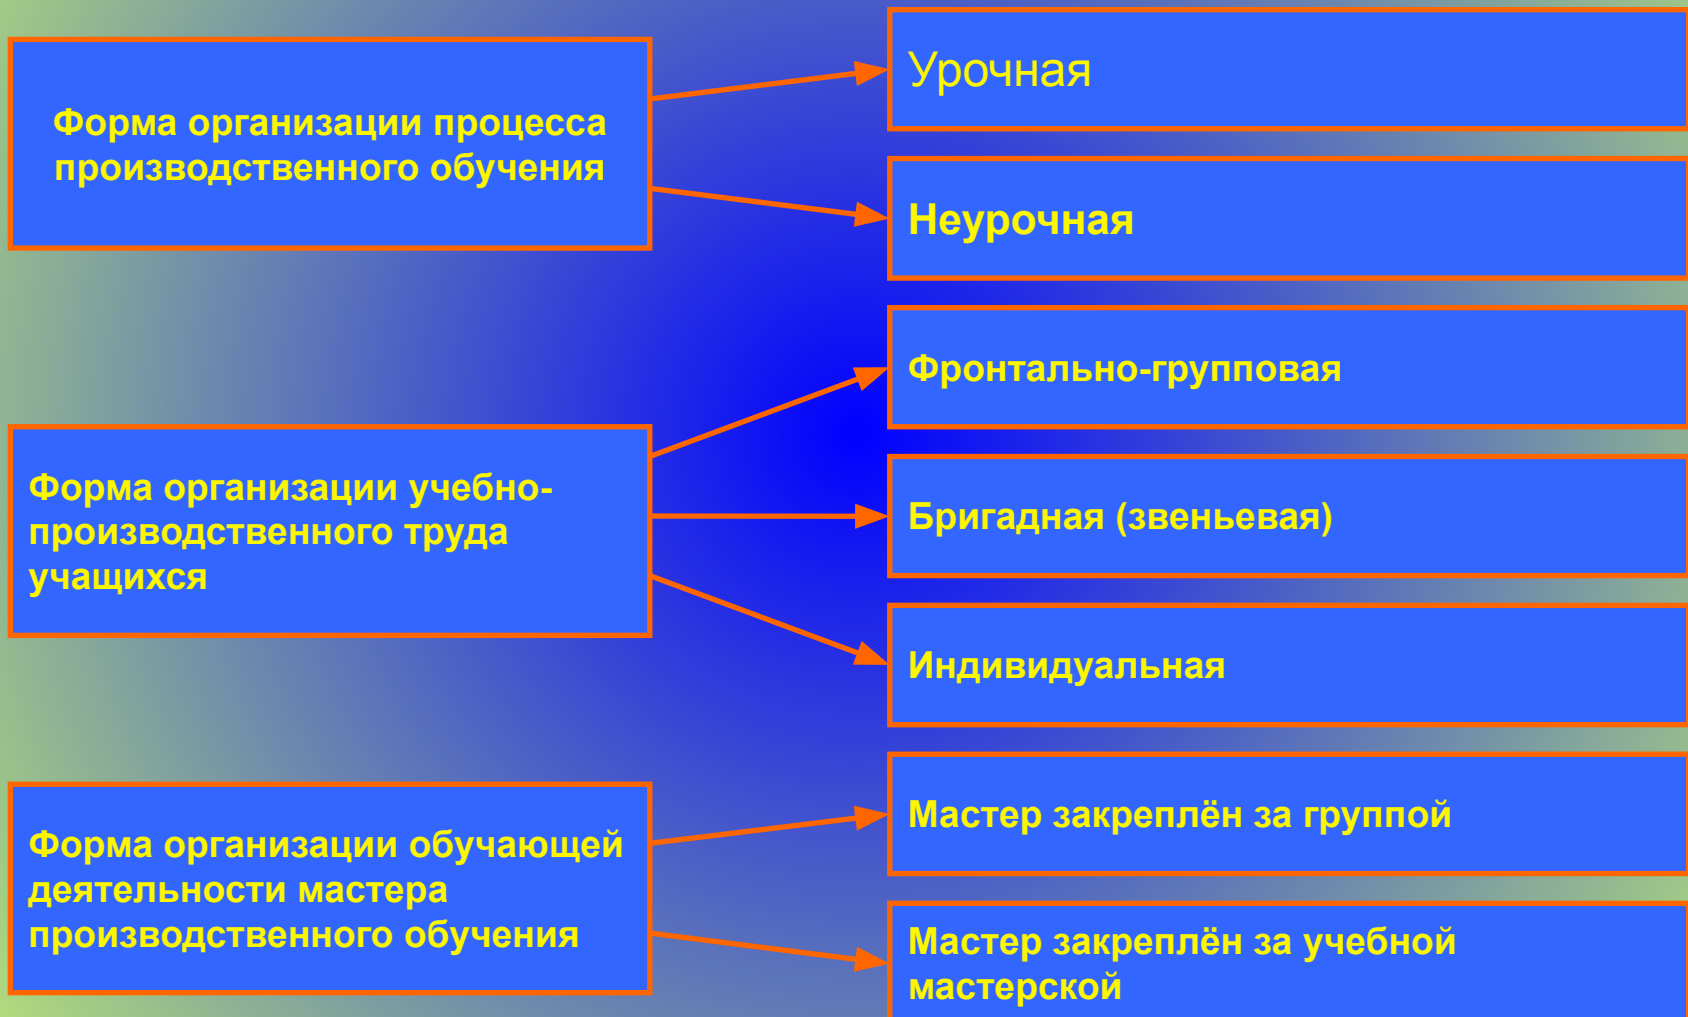 Форма организации процесса
производственного обучения
Урочная
Неурочная
Форма организации учебно-
производственного труда
учащихся
Фронтально-групповая
Бригадная (звеньевая)
Индивидуальная
Форма организации обучающей
деятельности мастера
производственного обучения
Мастер закреплён за группой
Мастер закреплён за учебной
мастерской